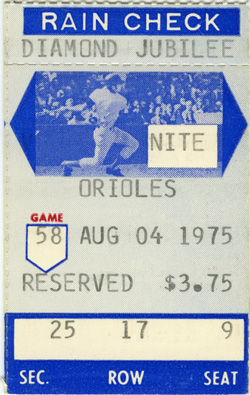 RAIN CHECK
DIAMOND JUBILEE
NITE
ORIOLES
GAME
58 AUG 04 1975
RESERVED $3.75
25 17 9
SEC. ROW SEAT